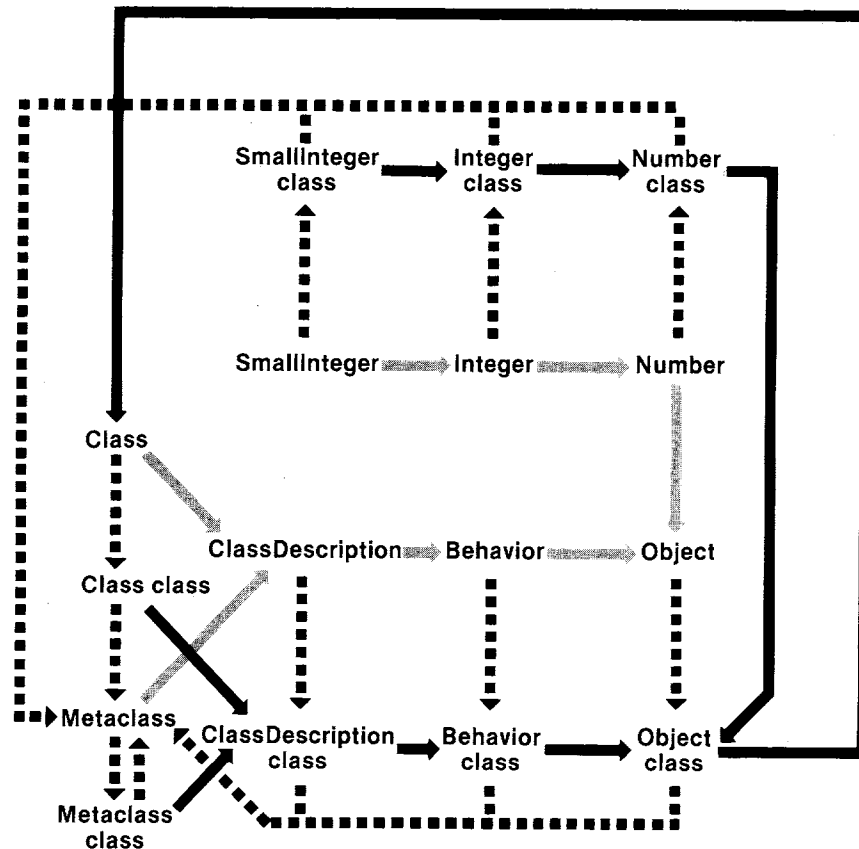 SmallInteger
class
Integer
class
Number
class
SmallInteger
Integer
Number
Class
ClassDescription
Behavior
Object
Class class
Metaclass
ClassDescription
class
Behavior
class
Object
class
Metaclass
class